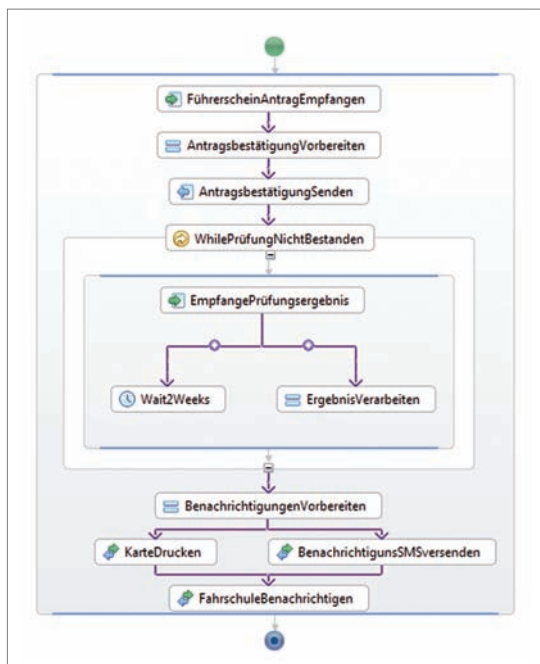 FührerscheinAntragEmpfangen
AntragsbestätigungVorbereiten
AntragsbestätigungSenden
WhilePrüfungNichtBestanden
EmpfangePrüfungsergebnis
Wait2Weeks
ErgebnisVerarbeiten
BenachrichtigungenVorbereiten
KarteDrucken
BenachrichtigunsSMSversenden
FahrschuleBenachrichtigen